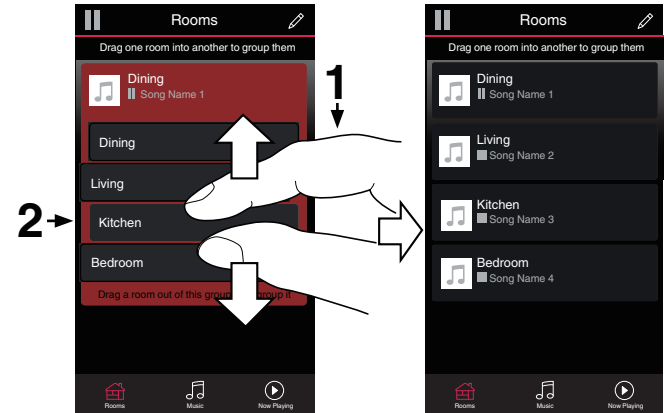 Rooms
Drag one room into another to group them
Dining
Song Name 1
Dining
Living
Kitchen
Bedroom
Drag a room out of this group group it
Rooms
Music
Now Playing
1
2
Rooms
Drag one room into another to group them
Dining
Song Name 1
Living
Song Name 2
Kitchen
Song Name 3
Bedroom
Song Name 4
Rooms
Music
Now Playing